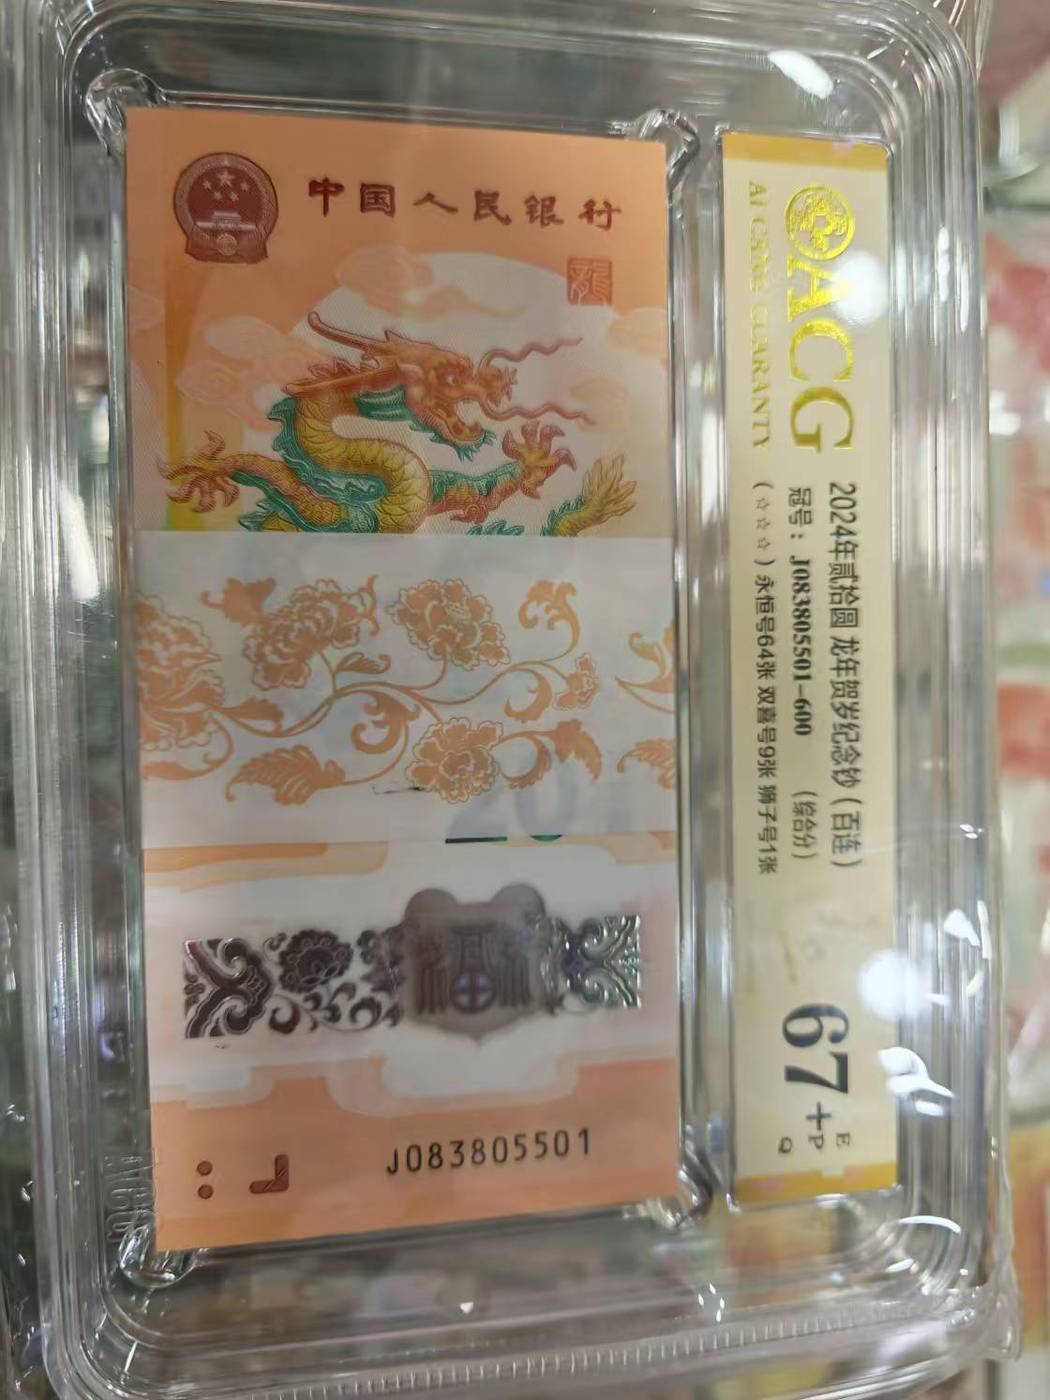 中国人民银行
龍
J083805501
ACG
AI CANG GUARANTY
2024年贰拾圆 龙年贺岁纪念钞（百连）
冠号：J083805501-600 （综合分）
（☆☆☆）永恒号64张 双喜号9张 狮子号1张
67+
E
P
Q